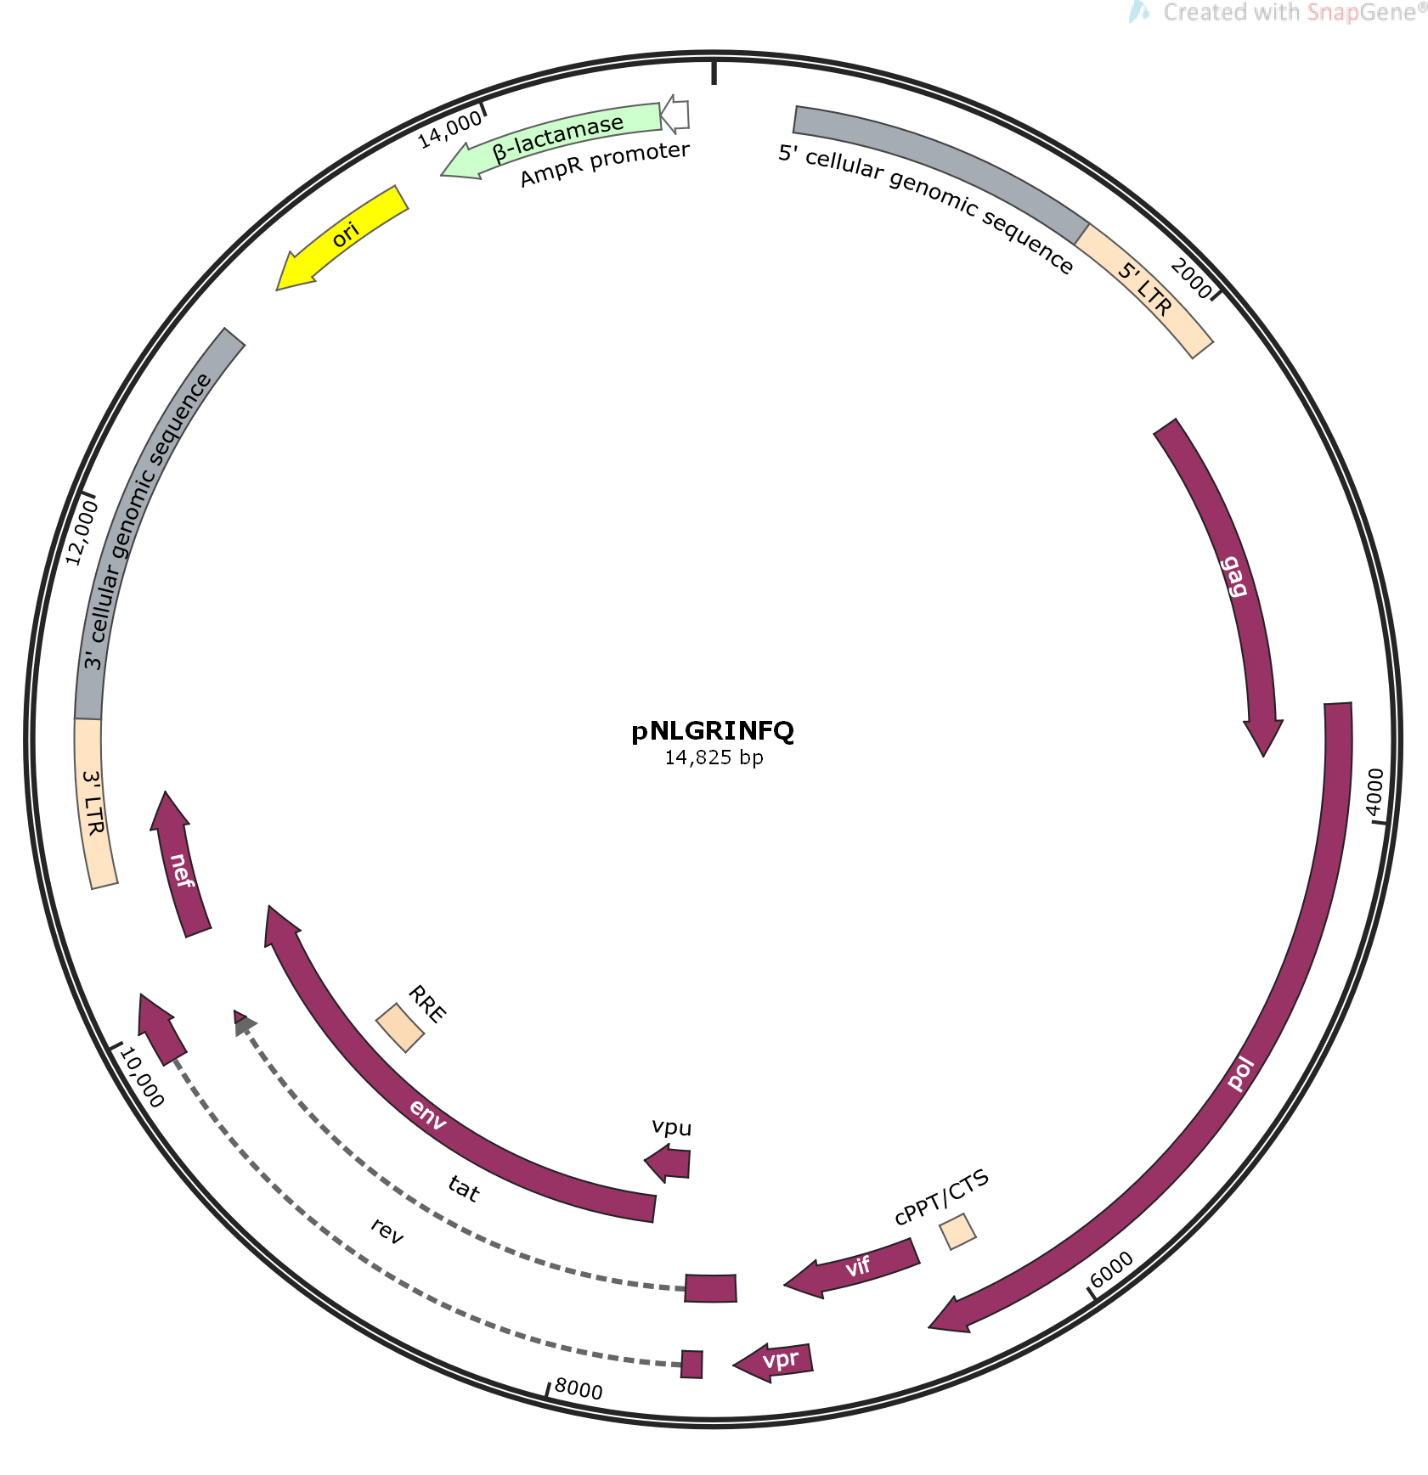 Created with SnapGene®
14,000
β-lactamase
AmpR promoter
5' cellular genomic sequence
5' LTR
2000
ori
3' cellular genomic sequence
12,000
gag
pNLGRINFQ
14,825 bp
4000
3' LTR
nef
RRE
10,000
pol
env
vpu
tat
rev
cPPT/CTS
vif
6000
vpr
8000